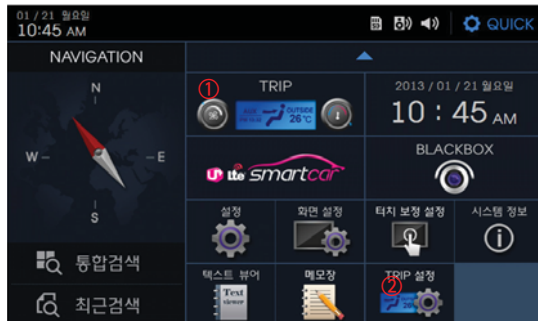 01 / 21 월요일
10:45 AM
QUICK
NAVIGATION
N
W
E
S
통합검색
최근검색
①
TRIP
OUTSIDE
26℃
2013 / 01 / 21 월요일
10 : 45 AM
U+ LTE smartcar
BLACKBOX
설정
화면 설정
터치 보정 설정
시스템 정보
텍스트 뷰어
Text
viewer
메모장
TRIP 설정
②